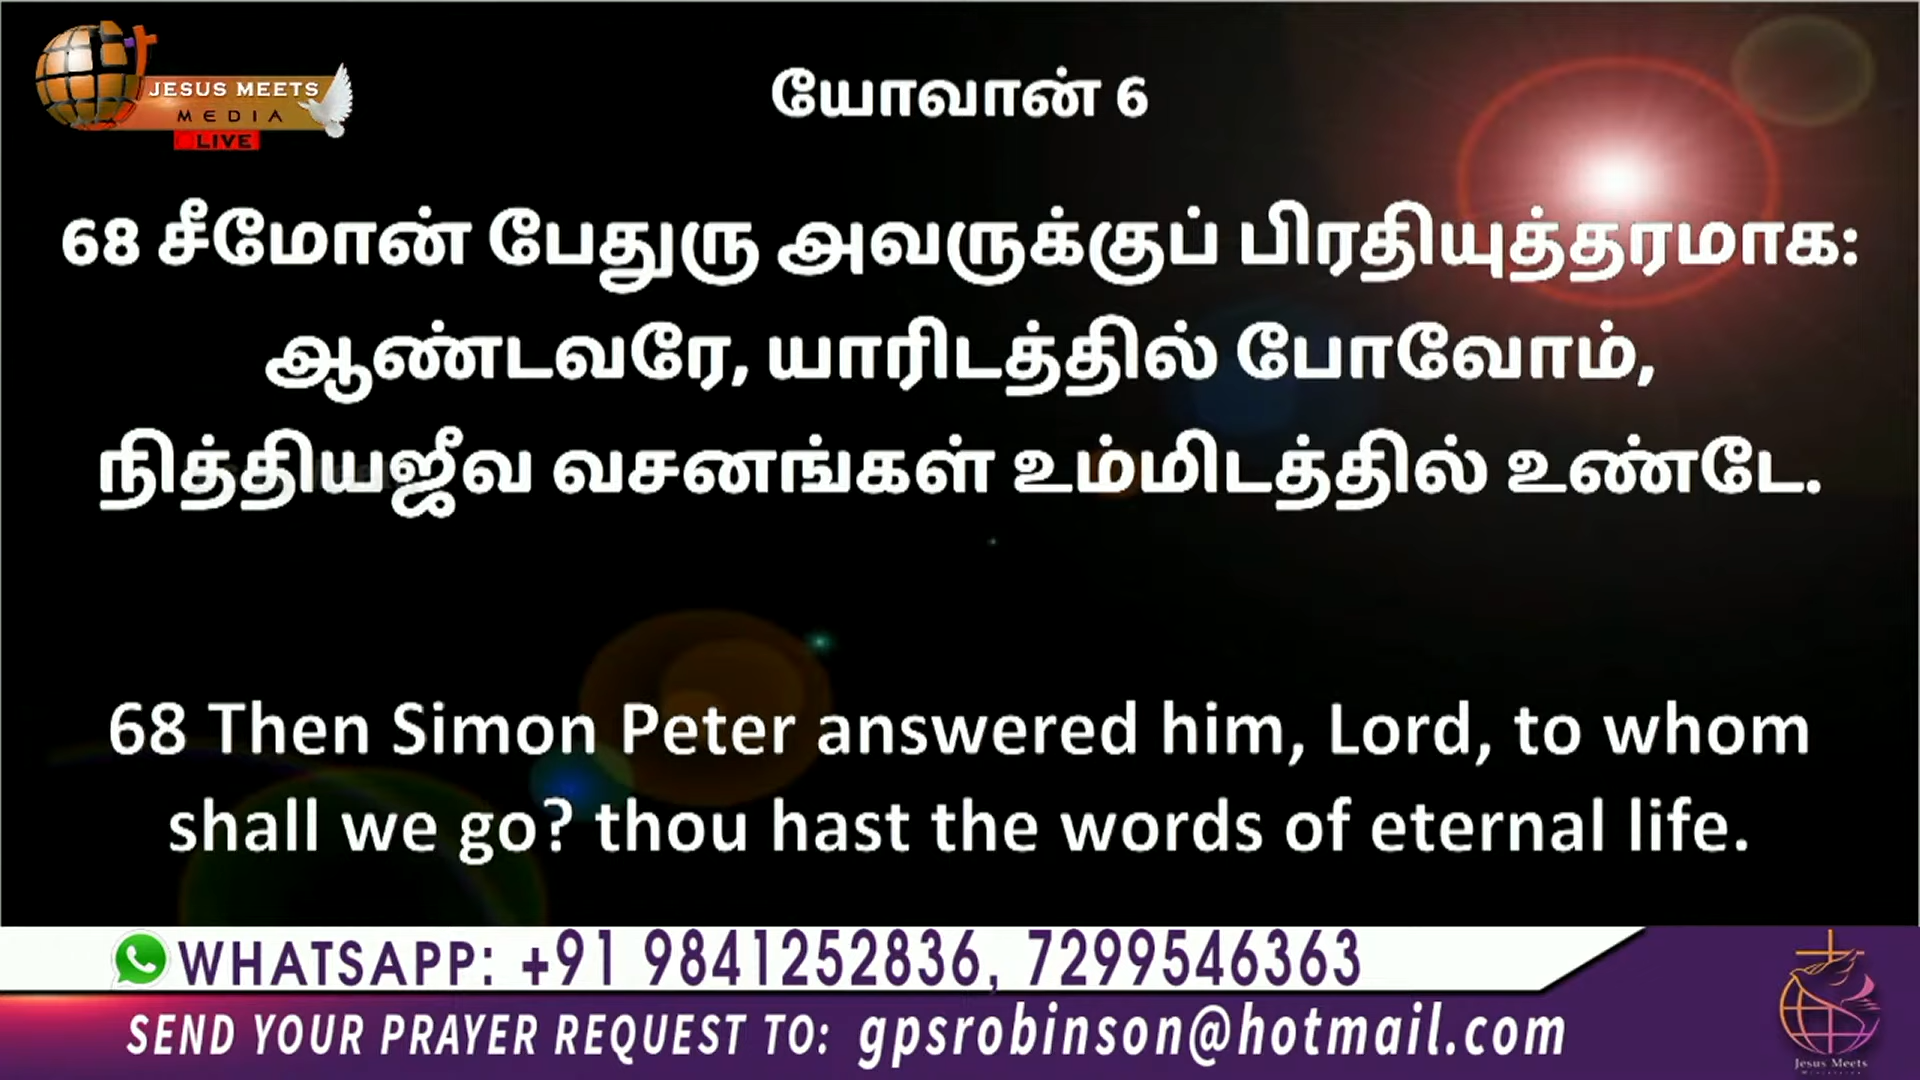 JESUS MEETS
MEDIA
LIVE
யோவான் 6
68 சீமோன் பேதுரு அவருக்குப் பிரதியுத்தரமாக:
ஆண்டவரே, யாரிடத்தில் போவோம்,
நித்தியஜீவ வசனங்கள் உம்மிடத்தில் உண்டே.
68 Then Simon Peter answered him, Lord, to whom
shall we go? thou hast the words of eternal life.
WHATSAPP: +91 9841252836, 7299546363
SEND YOUR PRAYER REQUEST TO: gpsrobinson@hotmail.com
Jesus Meets